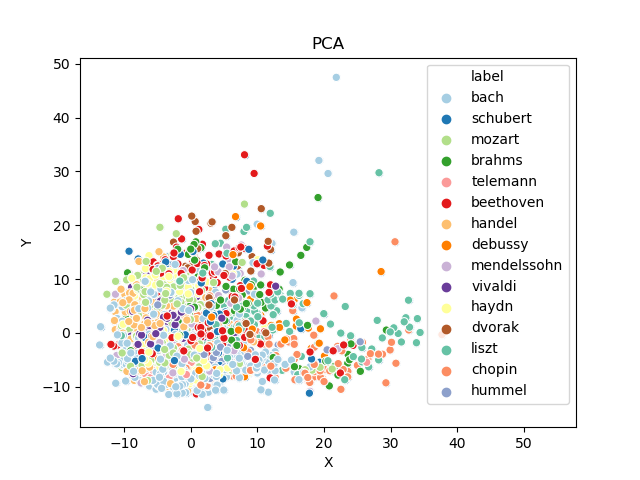 PCA
50
40
30
20
10
0
−10
Y
−10
0
10
20
30
40
50
X
label
bach
schubert
mozart
brahms
telemann
beethoven
handel
debussy
mendelssohn
vivaldi
haydn
dvorak
liszt
chopin
hummel